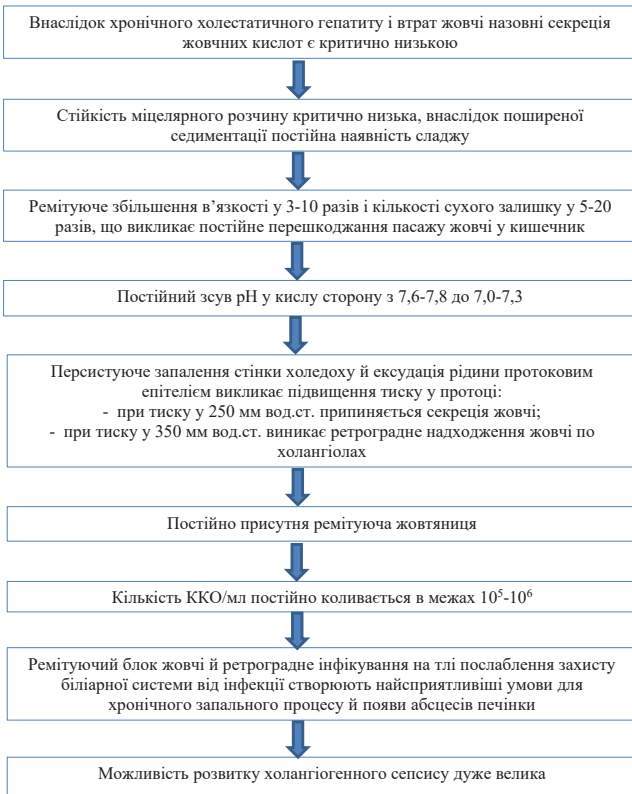 Внаслідок хронічного холестатичного гепатиту і втрат жовчі назовні секреція
жовчних кислот є критично низькою
Стійкість міцелярного розчину критично низька, внаслідок поширеної
седиментації постійна наявність сладжу
Ремітуюче збільшення в’язкості у 3-10 разів і кількості сухого залишку у 5-20
разів, що викликає постійне перешкоджання пасажу жовчі у кишечник
Постійний зсув pH у кислу сторону з 7,6-7,8 до 7,0-7,3
Персистуюче запалення стінки холедоху й ексудація рідини протоковим
епітелієм викликає підвищення тиску у протоці:
- при тиску у 250 мм вод.ст. припиняється секреція жовчі;
- при тиску у 350 мм вод.ст. виникає ретроградне надходження жовчі по
холангіолах
Постійно присутня ремітуюча жовтяниця
Кількість ККО/мл постійно коливається в межах 10⁵-10⁶
Ремітуючий блок жовчі й ретроградне інфікування на тлі послаблення захисту
біліарної системи від інфекції створюють найсприятливіші умови для
хронічного запального процесу й появи абсцесів печінки
Можливість розвитку холангіогенного сепсису дуже велика